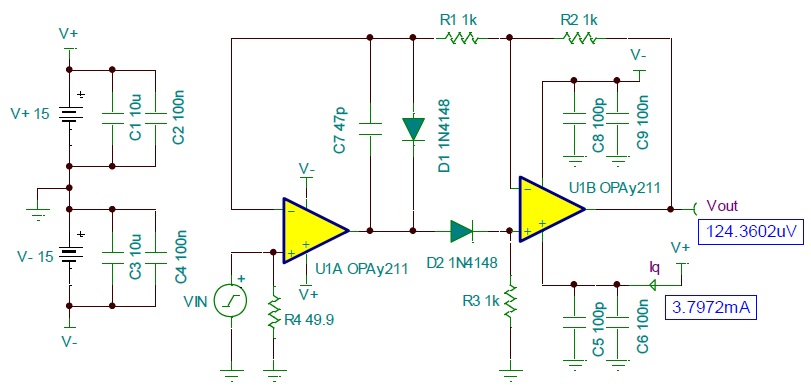 V+
V+ 15
+
C1 10u
C2 100n
V- 15
+
C3 10u
C4 100n
V-
R1 1k
R2 1k
C7 47p
D1 1N4148
V-
U1A OPAy211
V+
VIN
+
R4 49.9
D2 1N4148
R3 1k
V-
C8 100p
C9 100n
U1B OPAy211
Vout
124.3602uV
V+
Iq
3.7972mA
C5 100p
C6 100n